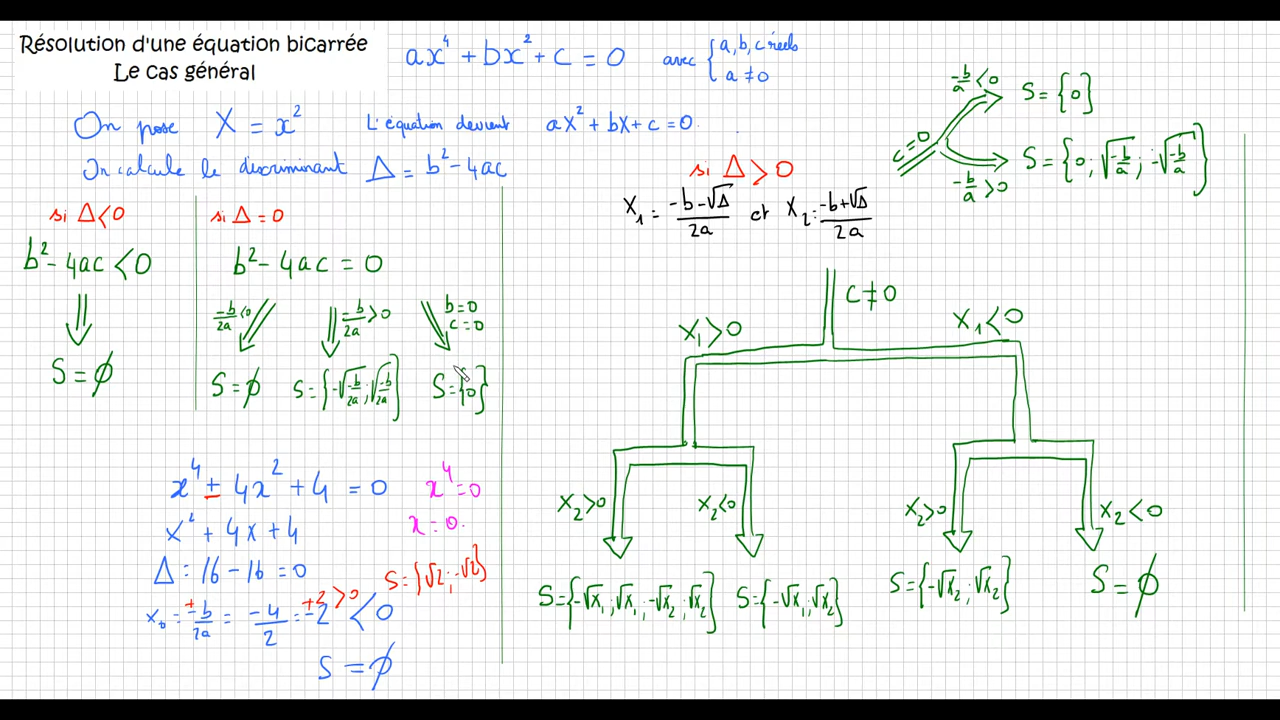 Résolution d'une équation bicarrée
Le cas général
ax⁴ + bx² + c = 0 avec { a, b, c réels
a ≠ 0
On pose X = x² L'équation devient aX² + bX + c = 0.
On calcule le discriminant Δ = b² - 4ac
si Δ < 0
b² - 4ac < 0
S = ϕ
si Δ = 0
b² - 4ac = 0
-b/2a < 0
-b/2a > 0
b = 0
c = 0
S = ϕ
S = {-√(-b/2a) ; √(-b/2a)}
S = {0}
x⁴ ± 4x² + 4 = 0
x² + 4x + 4
Δ = 16 - 16 = 0
x₀ = ±b/2a = -4/2 = -2 < 0
+2 > 0
S = ϕ
x⁴ = 0
x = 0.
S = {√2 ; -√2}
si Δ > 0
X₁ = (-b - √Δ)/2a et X₂ = (-b + √Δ)/2a
c = 0
-b/a < 0
S = {0}
-b/a > 0
S = {0 ; √(-b/a) ; -√(-b/a)}
c ≠ 0
X₁ > 0
X₁ < 0
X₂ > 0
X₂ < 0
X₂ > 0
X₂ < 0
S = {-√X₁ ; √X₁ ; -√X₂ ; √X₂}
S = {-√X₁ ; √X₂}
S = {-√X₂ ; √X₂}
S = ϕ